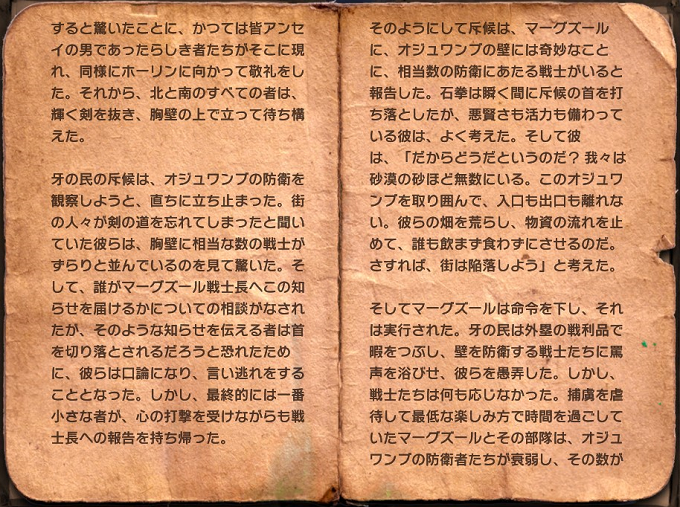 すると驚いたことに、かつては皆アンセ
イの男であったらしき者たちがそこに現
れ、同様にホーリンに向かって敬礼をし
た。それから、北と南のすべての者は、
輝く剣を抜き、胸壁の上で立って待ち構
えた。
牙の民の斥候は、オジュワンプの防衛を
観察しようと、直ちに立ち止まった。街
の人々が剣の道を忘れてしまったと聞い
ていた彼らは、胸壁に相当な数の戦士が
ずらりと並んでいるのを見て驚いた。そ
して、誰がマーグズール戦士長へこの知
らせを届けるかについての相談がなされ
たが、そのような知らせを伝える者は首
を切り落とされるだろうと恐れたため
に、彼らは口論になり、言い逃れをする
こととなった。しかし、最終的には一番
小さな者が、心の打撃を受けながらも戦
士長への報告を持ち帰った。
そのようにして斥候は、マーグズール
に、オジュワンプの壁には奇妙なこと
に、相当数の防衛にあたる戦士がいると
報告した。石拳は瞬く間に斥候の首を打
ち落としたが、悪賢さも活力も備わって
いる彼は、よく考えた。そして彼
は、「だからどうだというのだ? 我々は
砂漠の砂ほど無数にいる。このオジュワ
ンプを取り囲んで、入口も出口も離れな
い。彼らの畑を荒らし、物資の流れを止
めて、誰も飲まず食わずにさせるのだ。
さすれば、街は陥落しよう」と考えた。
そしてマーグズールは命令を下し、それ
は実行された。牙の民は外塁の戦利品で
暇をつぶし、壁を防衛する戦士たちに罵
声を浴びせ、彼らを愚弄した。しかし、
戦士たちは何も応じなかった。捕虜を虐
待して最低な楽しみ方で時間を過ごして
いたマーグズールとその部隊は、オジュ
ワンプの防衛者たちが衰弱し、その数が